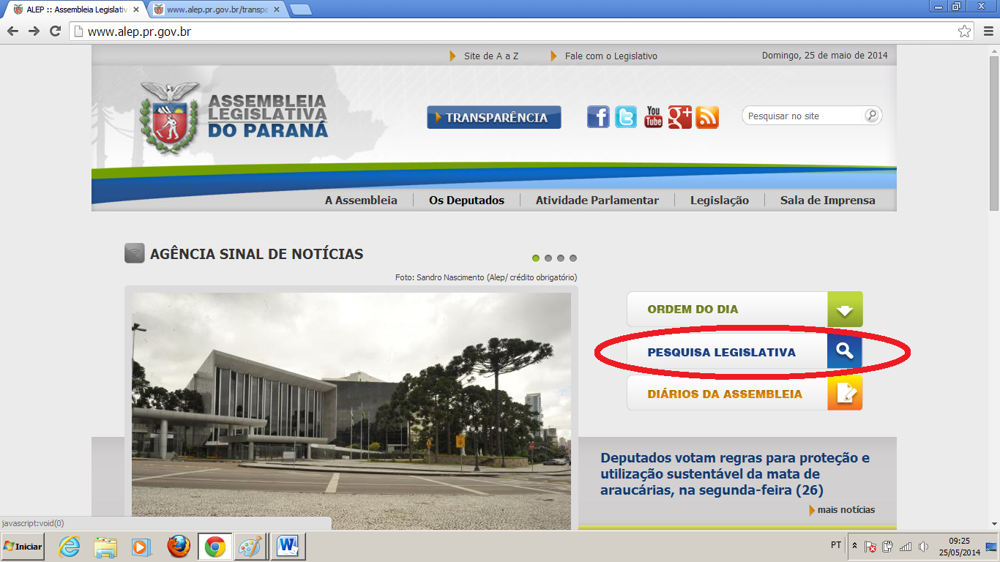 ALEP :: Assembleia Legislativ
www.alep.pr.gov.br/transpa
www.alep.pr.gov.br
Site de A a Z
Fale com o Legislativo
Domingo, 25 de maio de 2014
ASSEMBLEIA
LEGISLATIVA
DO PARANÁ
TRANSPARÊNCIA
You
Tube
Pesquisar no site
A Assembleia
Os Deputados
Atividade Parlamentar
Legislação
Sala de Imprensa
AGÊNCIA SINAL DE NOTÍCIAS
Foto: Sandro Nascimento (Alep/ crédito obrigatório)
ORDEM DO DIA
PESQUISA LEGISLATIVA
DIÁRIOS DA ASSEMBLEIA
Deputados votam regras para proteção e
utilização sustentável da mata de
araucárias, na segunda-feira (26)
mais notícias
javascript:void(0)
Iniciar
PT
09:25
25/05/2014